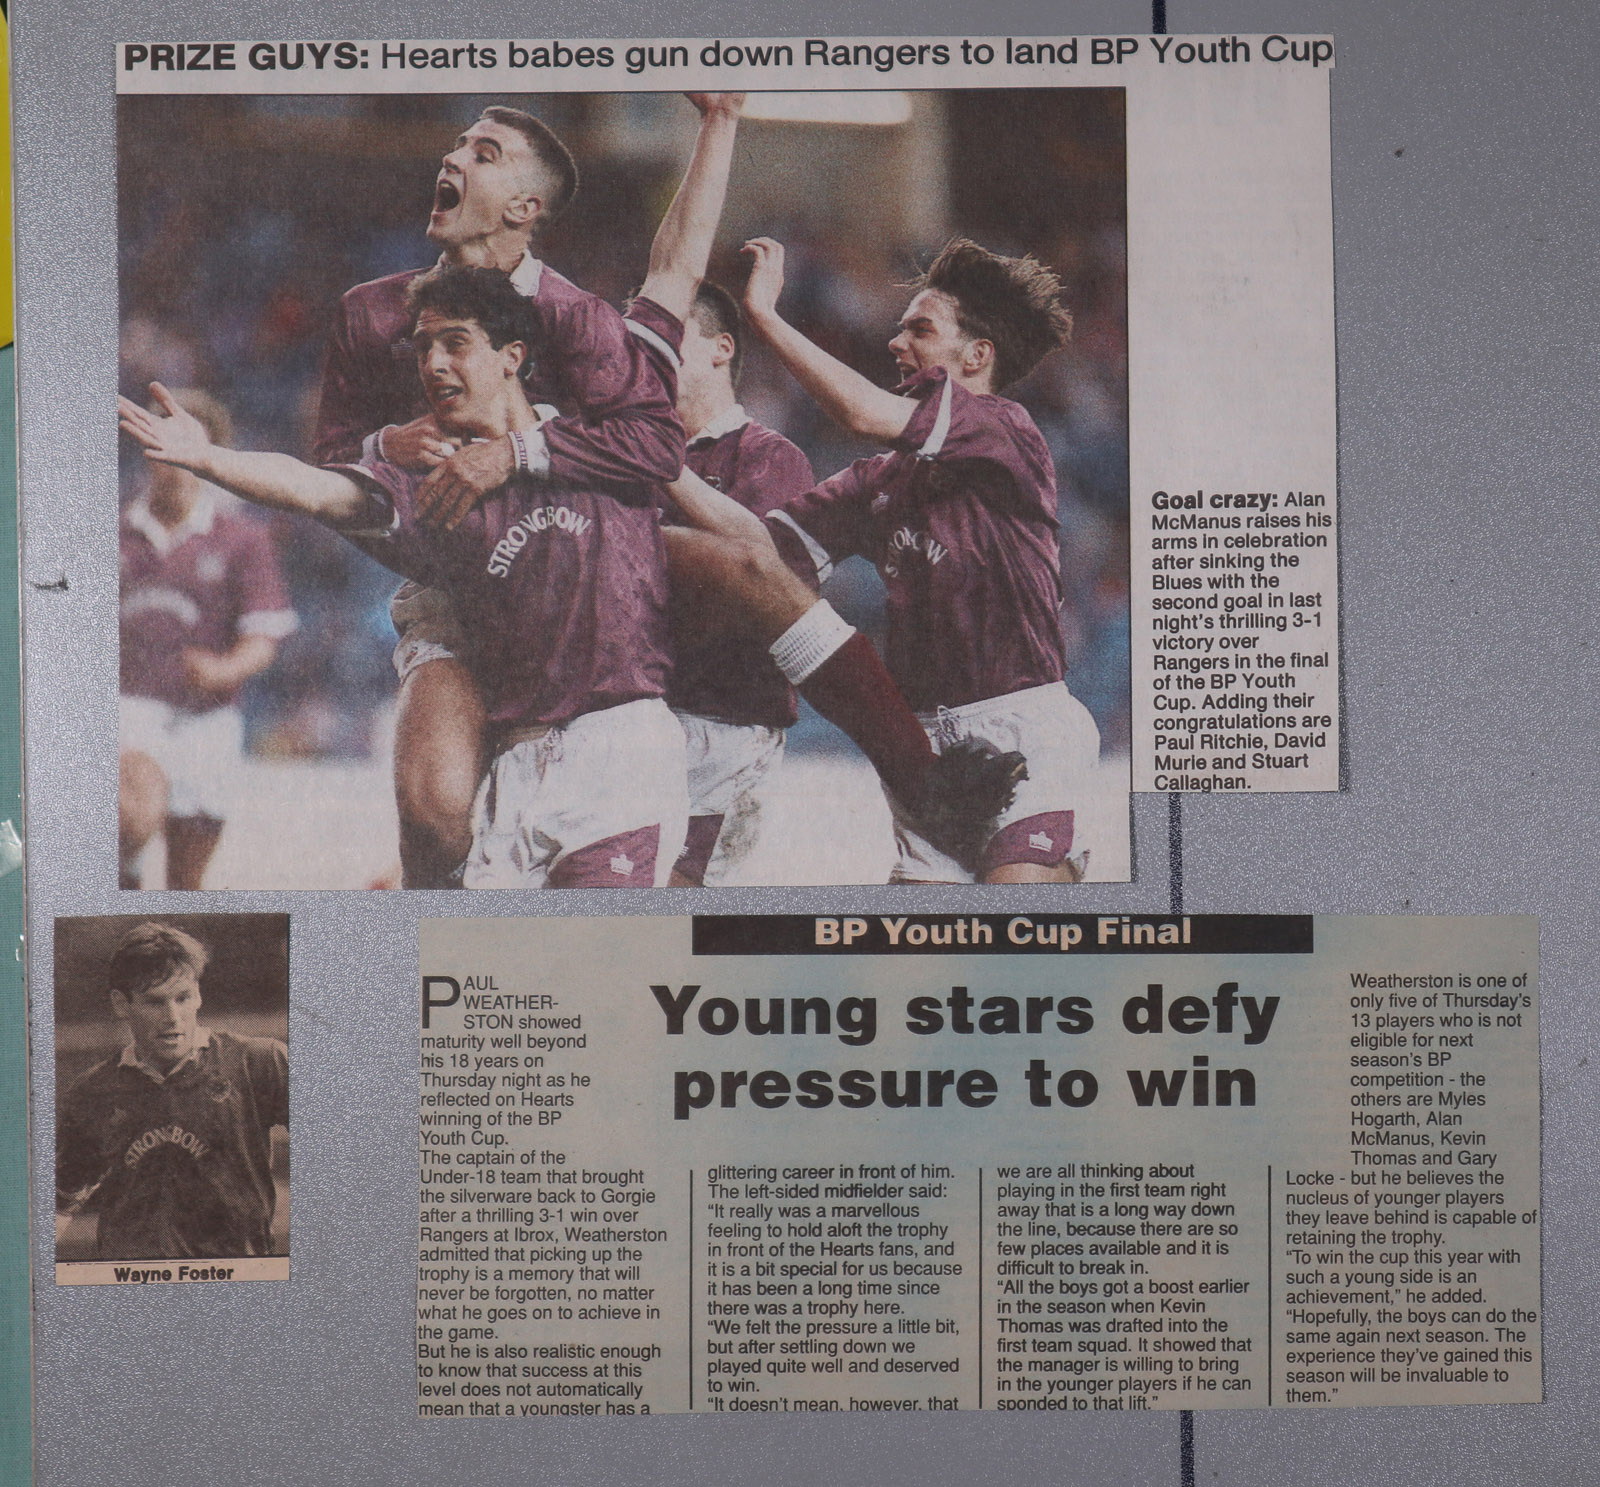 PRIZE GUYS: Hearts babes gun down Rangers to land BP Youth Cup
STRONGBOW
Goal crazy: Alan
McManus raises his
arms in celebration
after sinking the
Blues with the
second goal in last
night's thrilling 3-1
victory over
Rangers in the final
of the BP Youth
Cup. Adding their
congratulations are
Paul Ritchie, David
Murie and Stuart
Callaghan.
STRONGBOW
Wayne Foster
BP Youth Cup Final
Young stars defy
pressure to win
PAUL
WEATHER-
STON showed
maturity well beyond
his 18 years on
Thursday night as he
reflected on Hearts
winning of the BP
Youth Cup.
The captain of the
Under-18 team that brought
the silverware back to Gorgie
after a thrilling 3-1 win over
Rangers at Ibrox, Weatherston
admitted that picking up the
trophy is a memory that will
never be forgotten, no matter
what he goes on to achieve in
the game.
But he is also realistic enough
to know that success at this
level does not automatically
mean that a youngster has a
glittering career in front of him.
The left-sided midfielder said:
“It really was a marvellous
feeling to hold aloft the trophy
in front of the Hearts fans, and
it is a bit special for us because
it has been a long time since
there was a trophy here.
“We felt the pressure a little bit,
but after settling down we
played quite well and deserved
to win.
“It doesn't mean, however, that
we are all thinking about
playing in the first team right
away that is a long way down
the line, because there are so
few places available and it is
difficult to break in.
“All the boys got a boost earlier
in the season when Kevin
Thomas was drafted into the
first team squad. It showed that
the manager is willing to bring
in the younger players if he can
sponded to that lift.”
Weatherston is one of
only five of Thursday's
13 players who is not
eligible for next
season's BP
competition - the
others are Myles
Hogarth, Alan
McManus, Kevin
Thomas and Gary
Locke - but he believes the
nucleus of younger players
they leave behind is capable of
retaining the trophy.
“To win the cup this year with
such a young side is an
achievement,” he added.
“Hopefully, the boys can do the
same again next season. The
experience they've gained this
season will be invaluable to
them.”